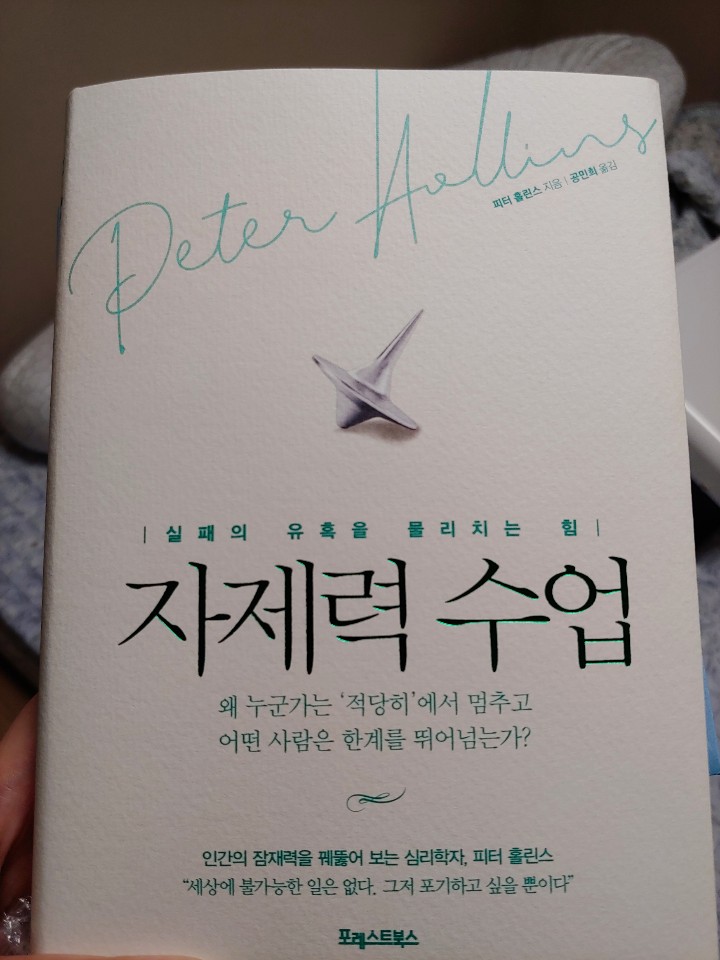 Peter Hollins
피터 홀린스 지음 | 공민희 옮김
| 실패의 유혹을 물리치는 힘 |
자제력 수업
왜 누군가는 ‘적당히’에서 멈추고
어떤 사람은 한계를 뛰어넘는가?
인간의 잠재력을 꿰뚫어 보는 심리학자, 피터 홀린스
“세상에 불가능한 일은 없다. 그저 포기하고 싶을 뿐이다”
포레스트북스